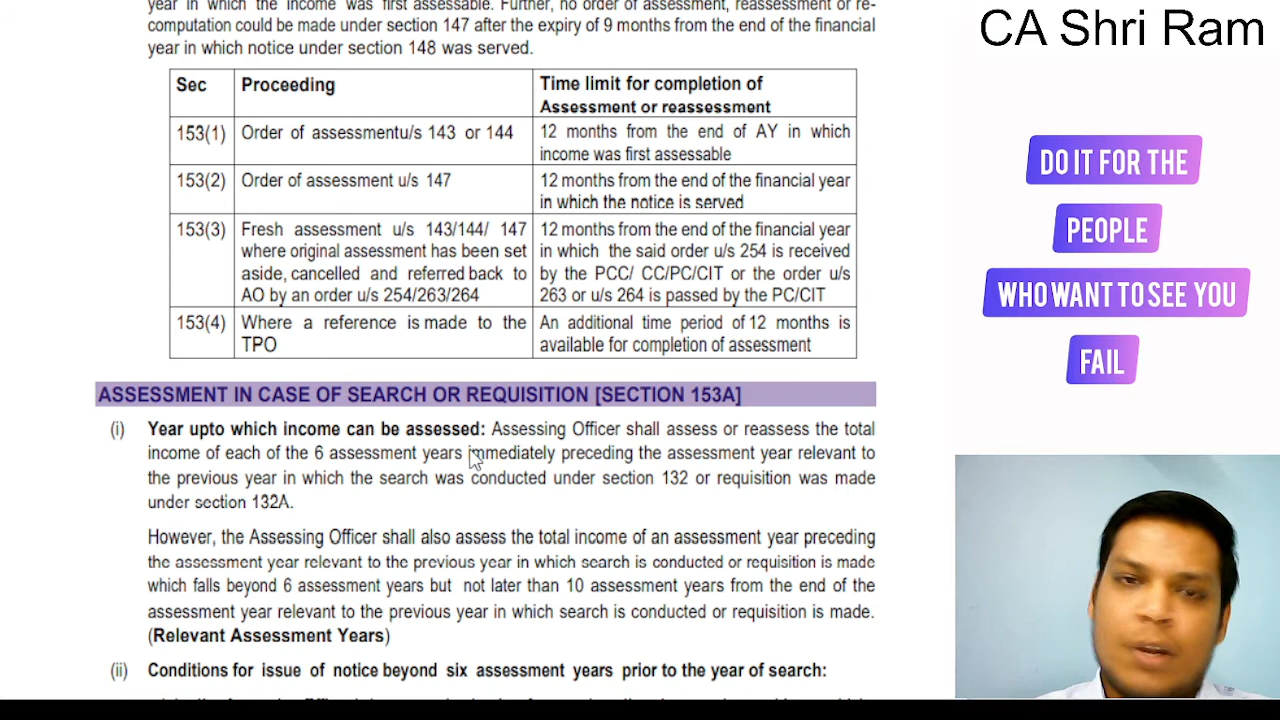 year in which the income was first assessable. Further, no order of assessment, reassessment or re-
computation could be made under section 147 after the expiry of 9 months from the end of the financial
year in which notice under section 148 was served.
Sec Proceeding Time limit for completion of
Assessment or reassessment
153(1) Order of assessmentu/s 143 or 144 12 months from the end of AY in which
income was first assessable
153(2) Order of assessment u/s 147 12 months from the end of the financial year
in which the notice is served
153(3) Fresh assessment u/s 143/144/ 147 12 months from the end of the financial year
where original assessment has been set in which the said order u/s 254 is received
aside, cancelled and referred back to by the PCC/ CC/PC/CIT or the order u/s
AO by an order u/s 254/263/264 263 or u/s 264 is passed by the PC/CIT
153(4) Where a reference is made to the An additional time period of 12 months is
TPO available for completion of assessment
ASSESSMENT IN CASE OF SEARCH OR REQUISITION [SECTION 153A]
(i) Year upto which income can be assessed: Assessing Officer shall assess or reassess the total
income of each of the 6 assessment years immediately preceding the assessment year relevant to
the previous year in which the search was conducted under section 132 or requisition was made
under section 132A.
However, the Assessing Officer shall also assess the total income of an assessment year preceding
the assessment year relevant to the previous year in which search is conducted or requisition is made
which falls beyond 6 assessment years but not later than 10 assessment years from the end of the
assessment year relevant to the previous year in which search is conducted or requisition is made.
(Relevant Assessment Years)
(ii) Conditions for issue of notice beyond six assessment years prior to the year of search:
CA Shri Ram
DO IT FOR THE
PEOPLE
WHO WANT TO SEE YOU
FAIL